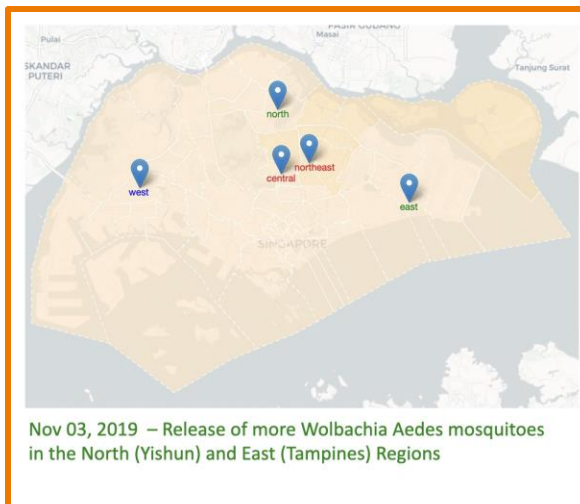 PASIR GUDANG
Pulai
Masai
SKANDAR
PUTERI
Tanjung Surat
north
northeast
central
west
east
SINGAPORE
Nov 03, 2019 – Release of more Wolbachia Aedes mosquitoes
in the North (Yishun) and East (Tampines) Regions